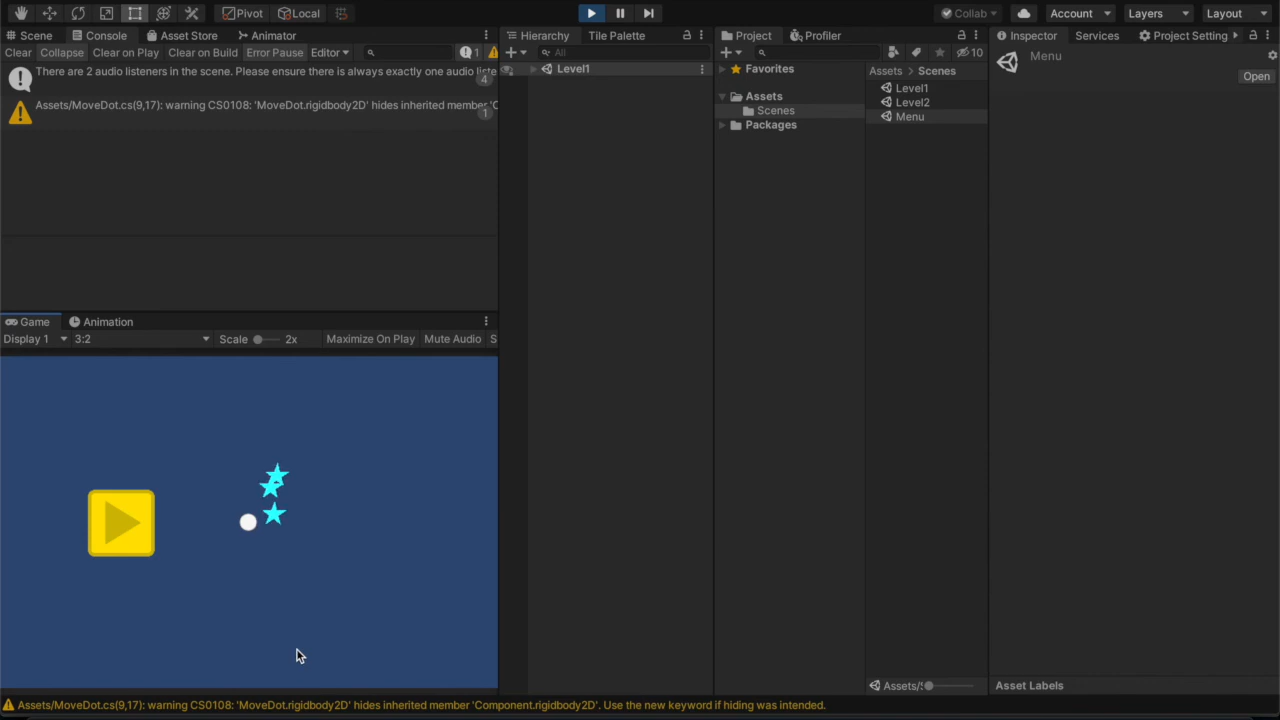 Pivot Local Collab Account Layers Layout
Scene Console Asset Store Animator Hierarchy Tile Palette Project Profiler Inspector Services Project Setting
Clear Collapse Clear on Play Clear on Build Error Pause Editor 1 All 10 Menu
There are 2 audio listeners in the scene. Please ensure there is always exactly one audio liste
4
Level1
Favorites
Assets > Scenes
Open
Level1
Assets
Level2
Assets/MoveDot.cs(9,17): warning CS0108: 'MoveDot.rigidbody2D' hides inherited member 'C
1
Scenes
Menu
Packages
Game Animation
Display 1 3:2 Scale 2x Maximize On Play Mute Audio S
Assets/S
Asset Labels
Assets/MoveDot.cs(9,17): warning CS0108: 'MoveDot.rigidbody2D' hides inherited member 'Component.rigidbody2D'. Use the new keyword if hiding was intended.